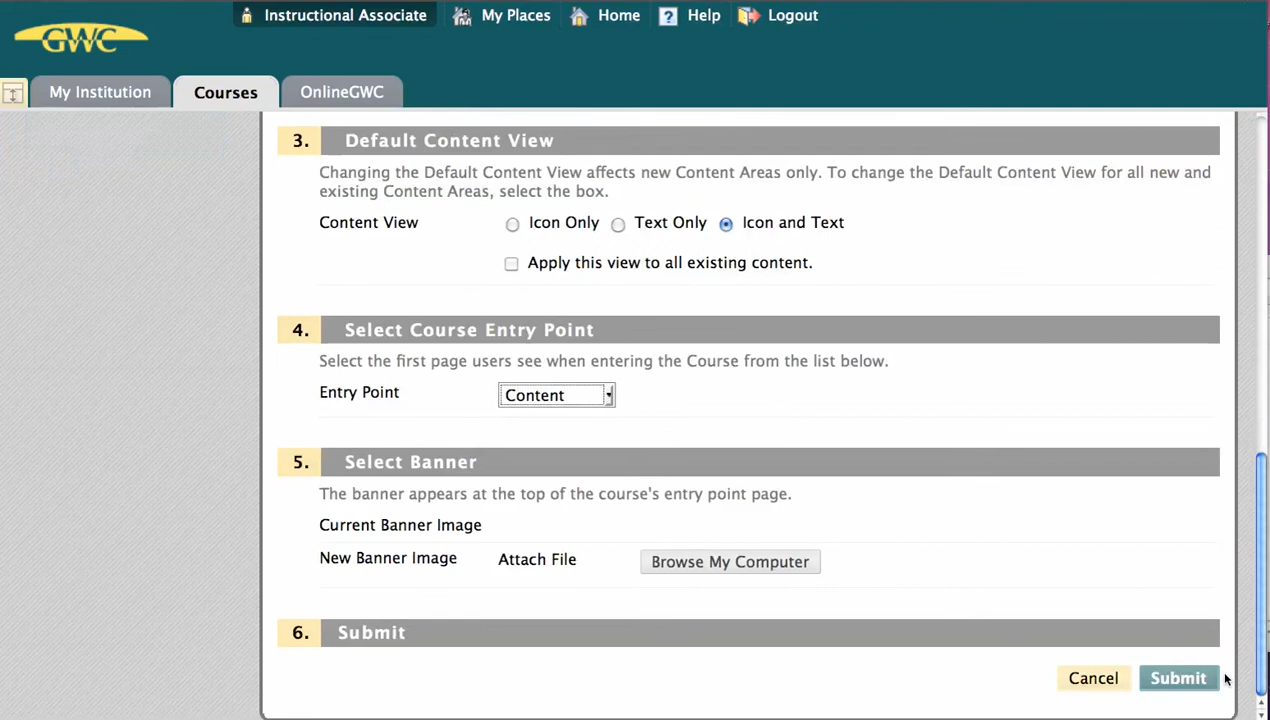 Instructional Associate My Places Home ? Help Logout
GWC
My Institution Courses OnlineGWC
3. Default Content View
Changing the Default Content View affects new Content Areas only. To change the Default Content View for all new and
existing Content Areas, select the box.
Content View Icon Only Text Only Icon and Text
Apply this view to all existing content.
4. Select Course Entry Point
Select the first page users see when entering the Course from the list below.
Entry Point Content
5. Select Banner
The banner appears at the top of the course's entry point page.
Current Banner Image
New Banner Image Attach File Browse My Computer
6. Submit
Cancel Submit